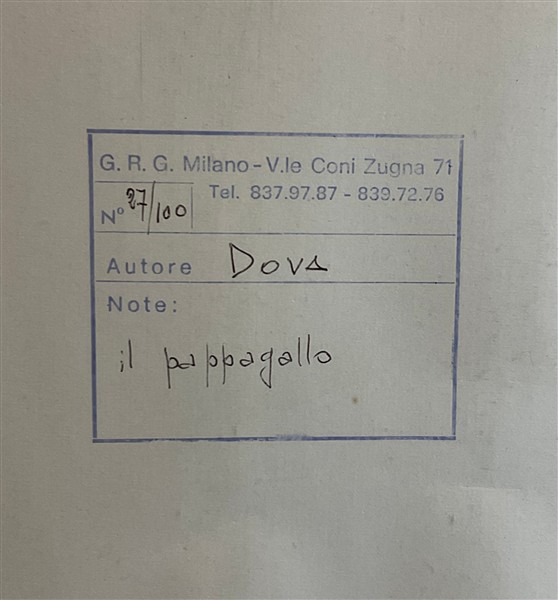 G. R. G. Milano - V.le Coni Zugna 71
Tel. 837.97.87 - 839.72.76
N° 27/100
Autore Dova
Note:
il pappagallo